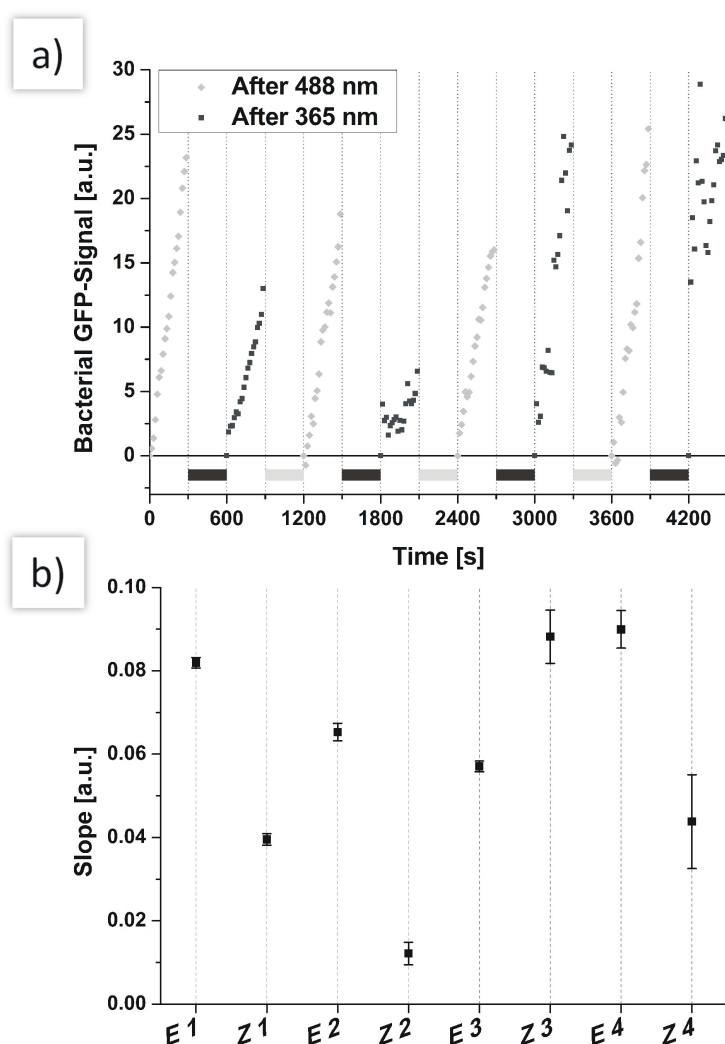 a)
30
25
20
15
10
5
0
Bacterial GFP-Signal [a.u.]
After 488 nm
After 365 nm
0 600 1200 1800 2400 3000 3600 4200
Time [s]
b)
0.10
0.08
0.06
0.04
0.02
0.00
Slope [a.u.]
E 1 Z 1 E 2 Z 2 E 3 Z 3 E 4 Z 4